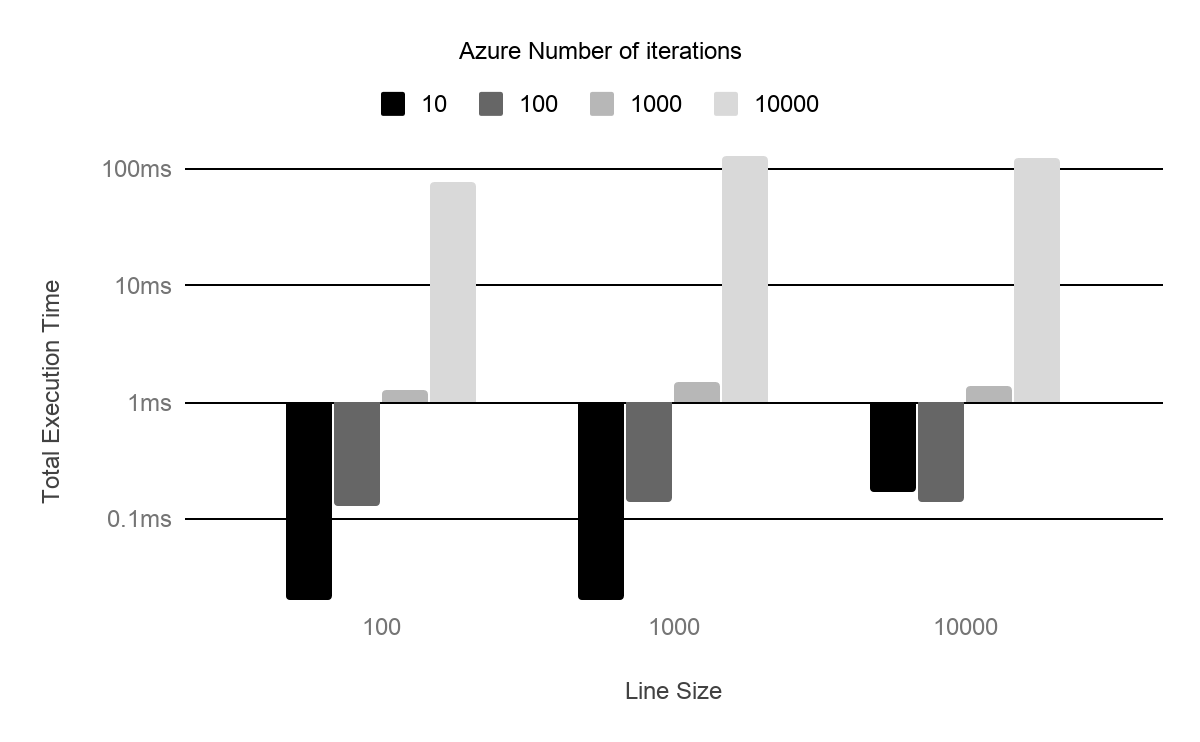 Azure Number of iterations
10 100 1000 10000
100ms
10ms
1ms
0.1ms
Total Execution Time
100 1000 10000
Line Size